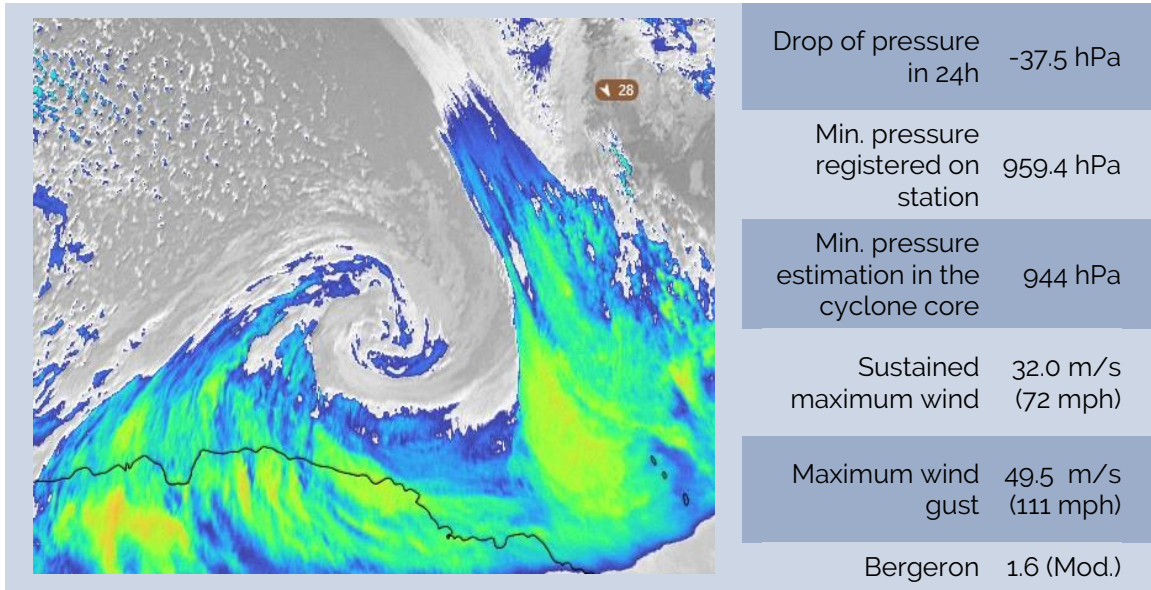 28
Drop of pressure
in 24h
-37.5 hPa
Min. pressure
registered on
station
959.4 hPa
Min. pressure
estimation in the
cyclone core
944 hPa
Sustained
maximum wind
32.0 m/s
(72 mph)
Maximum wind
gust
49.5 m/s
(111 mph)
Bergeron
1.6 (Mod.)